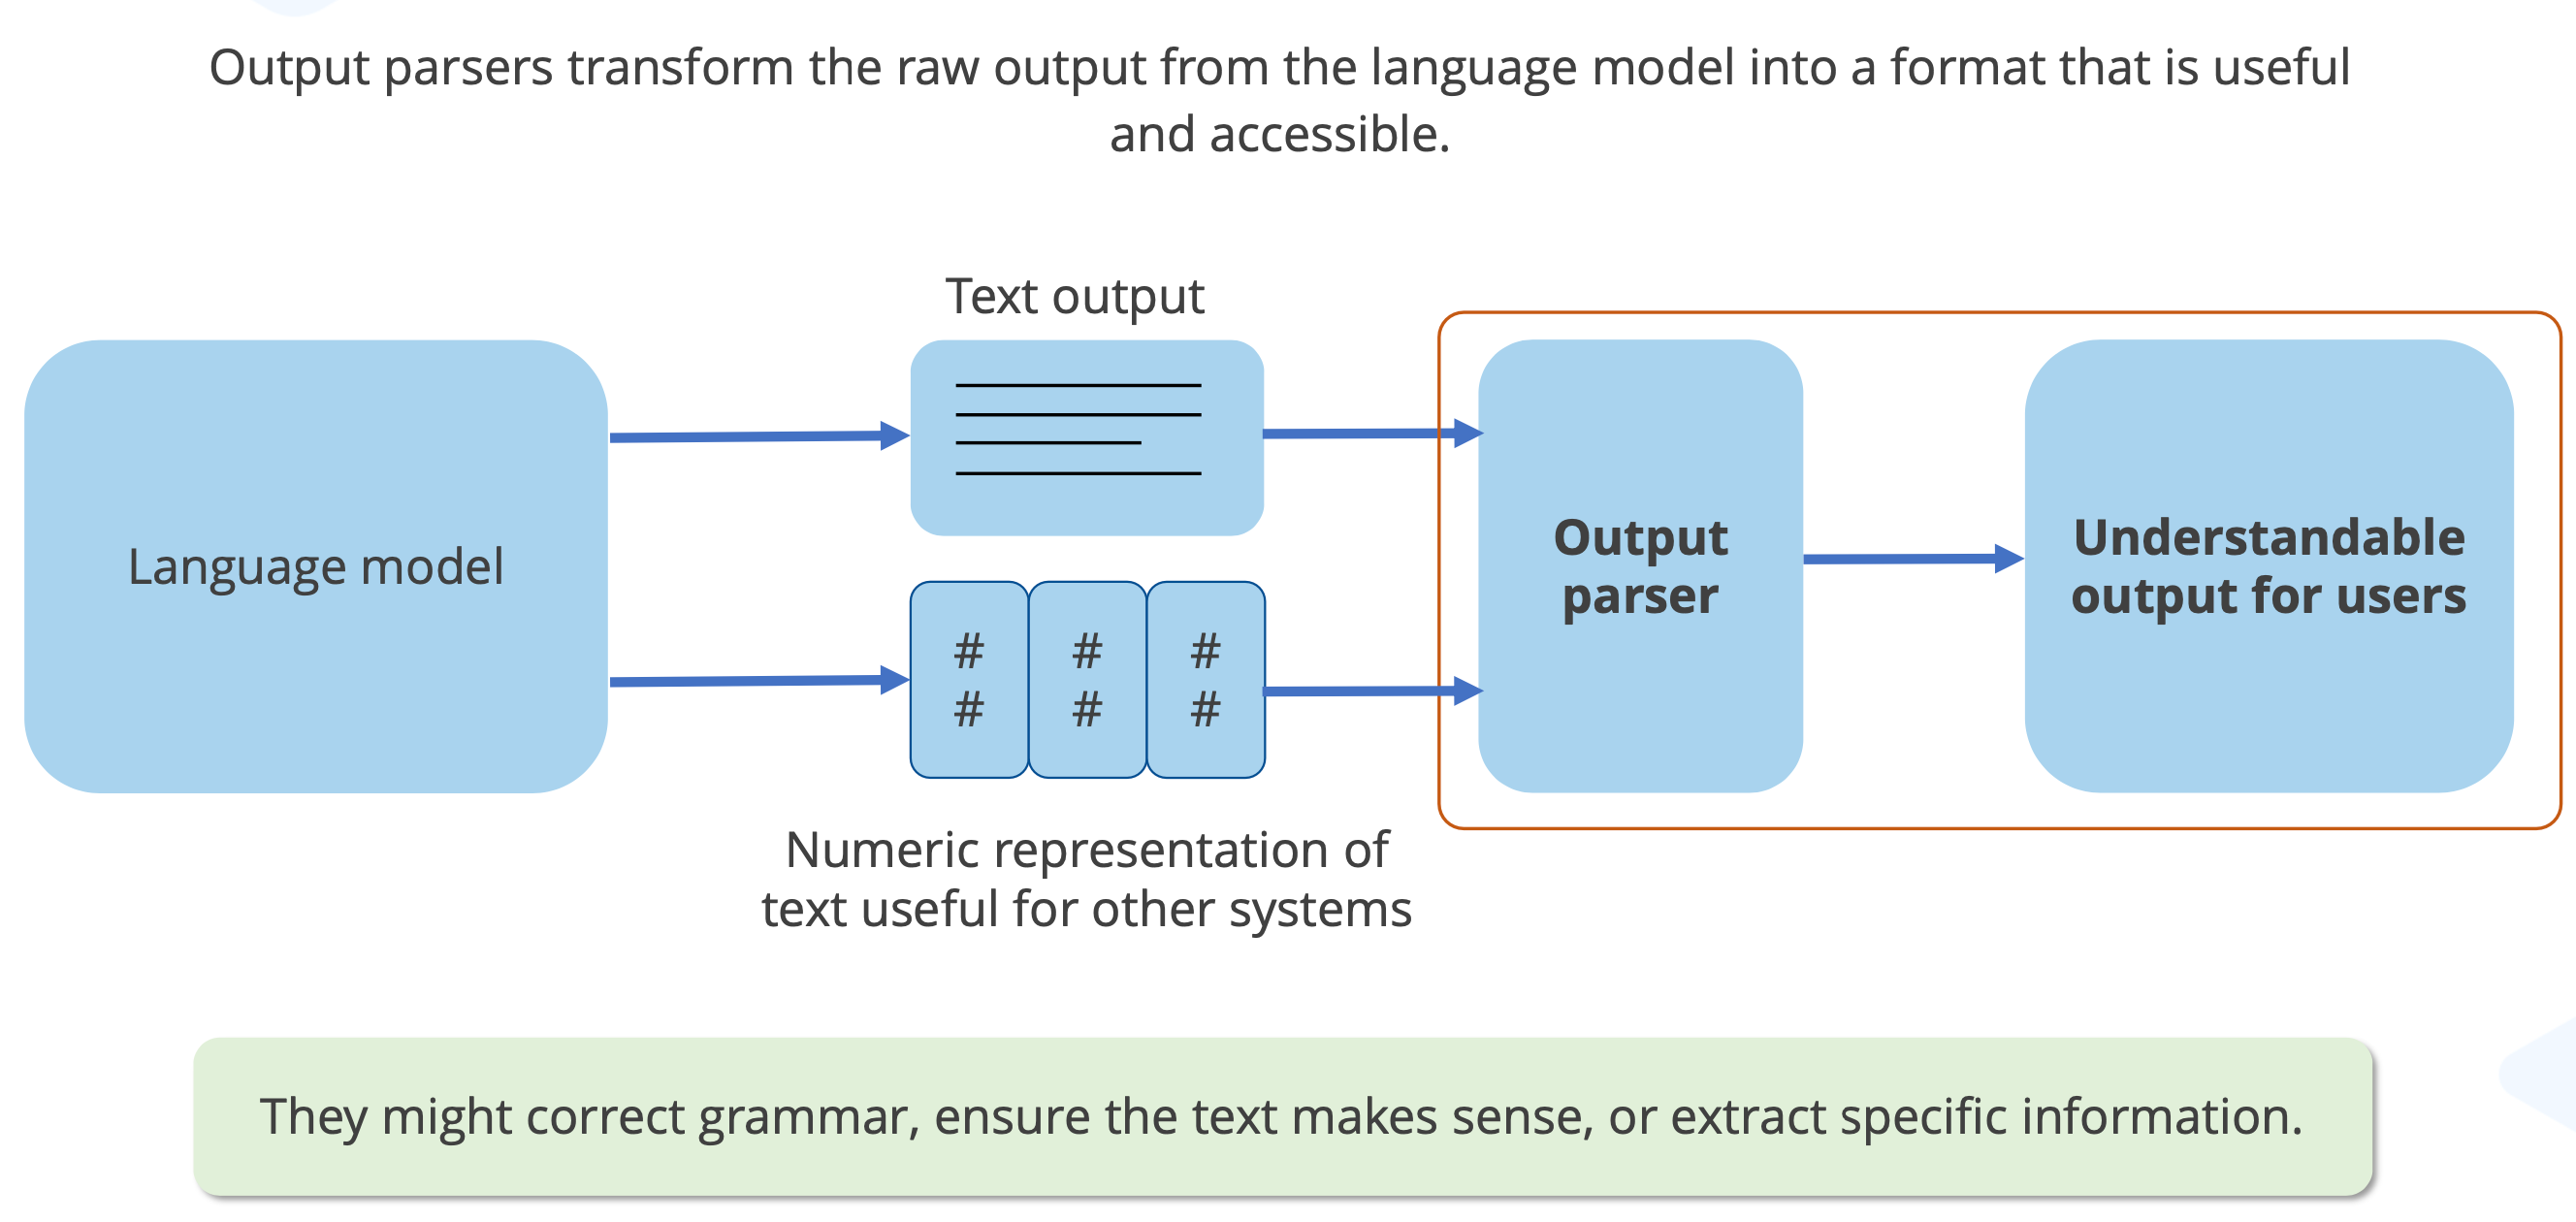 Output parsers transform the raw output from the language model into a format that is useful
and accessible.
Text output
Language model
# # #
# # #
Output
parser
Understandable
output for users
Numeric representation of
text useful for other systems
They might correct grammar, ensure the text makes sense, or extract specific information.